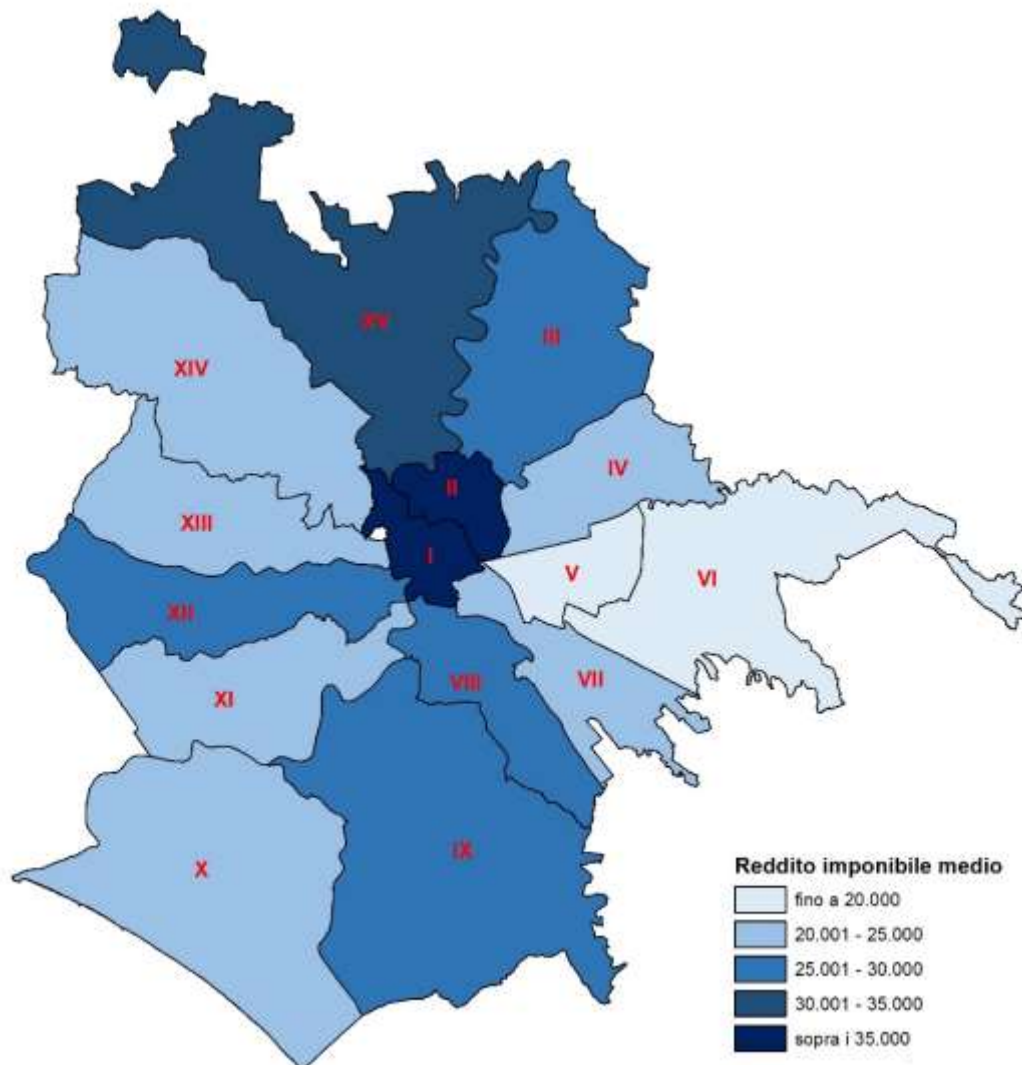 XV
III
XIV
IV
II
XIII
I
V
VI
XII
VIII
VII
XI
IX
X
Reddito imponibile medio
fino a 20.000
20.001 - 25.000
25.001 - 30.000
30.001 - 35.000
sopra i 35.000